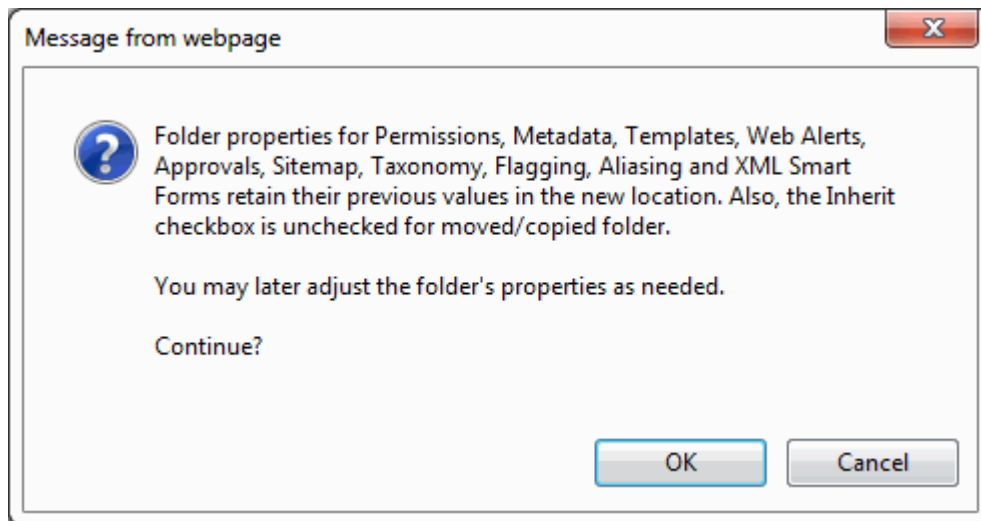 Message from webpage
Folder properties for Permissions, Metadata, Templates, Web Alerts,
Approvals, Sitemap, Taxonomy, Flagging, Aliasing and XML Smart
Forms retain their previous values in the new location. Also, the Inherit
checkbox is unchecked for moved/copied folder.
You may later adjust the folder's properties as needed.
Continue?
OK Cancel